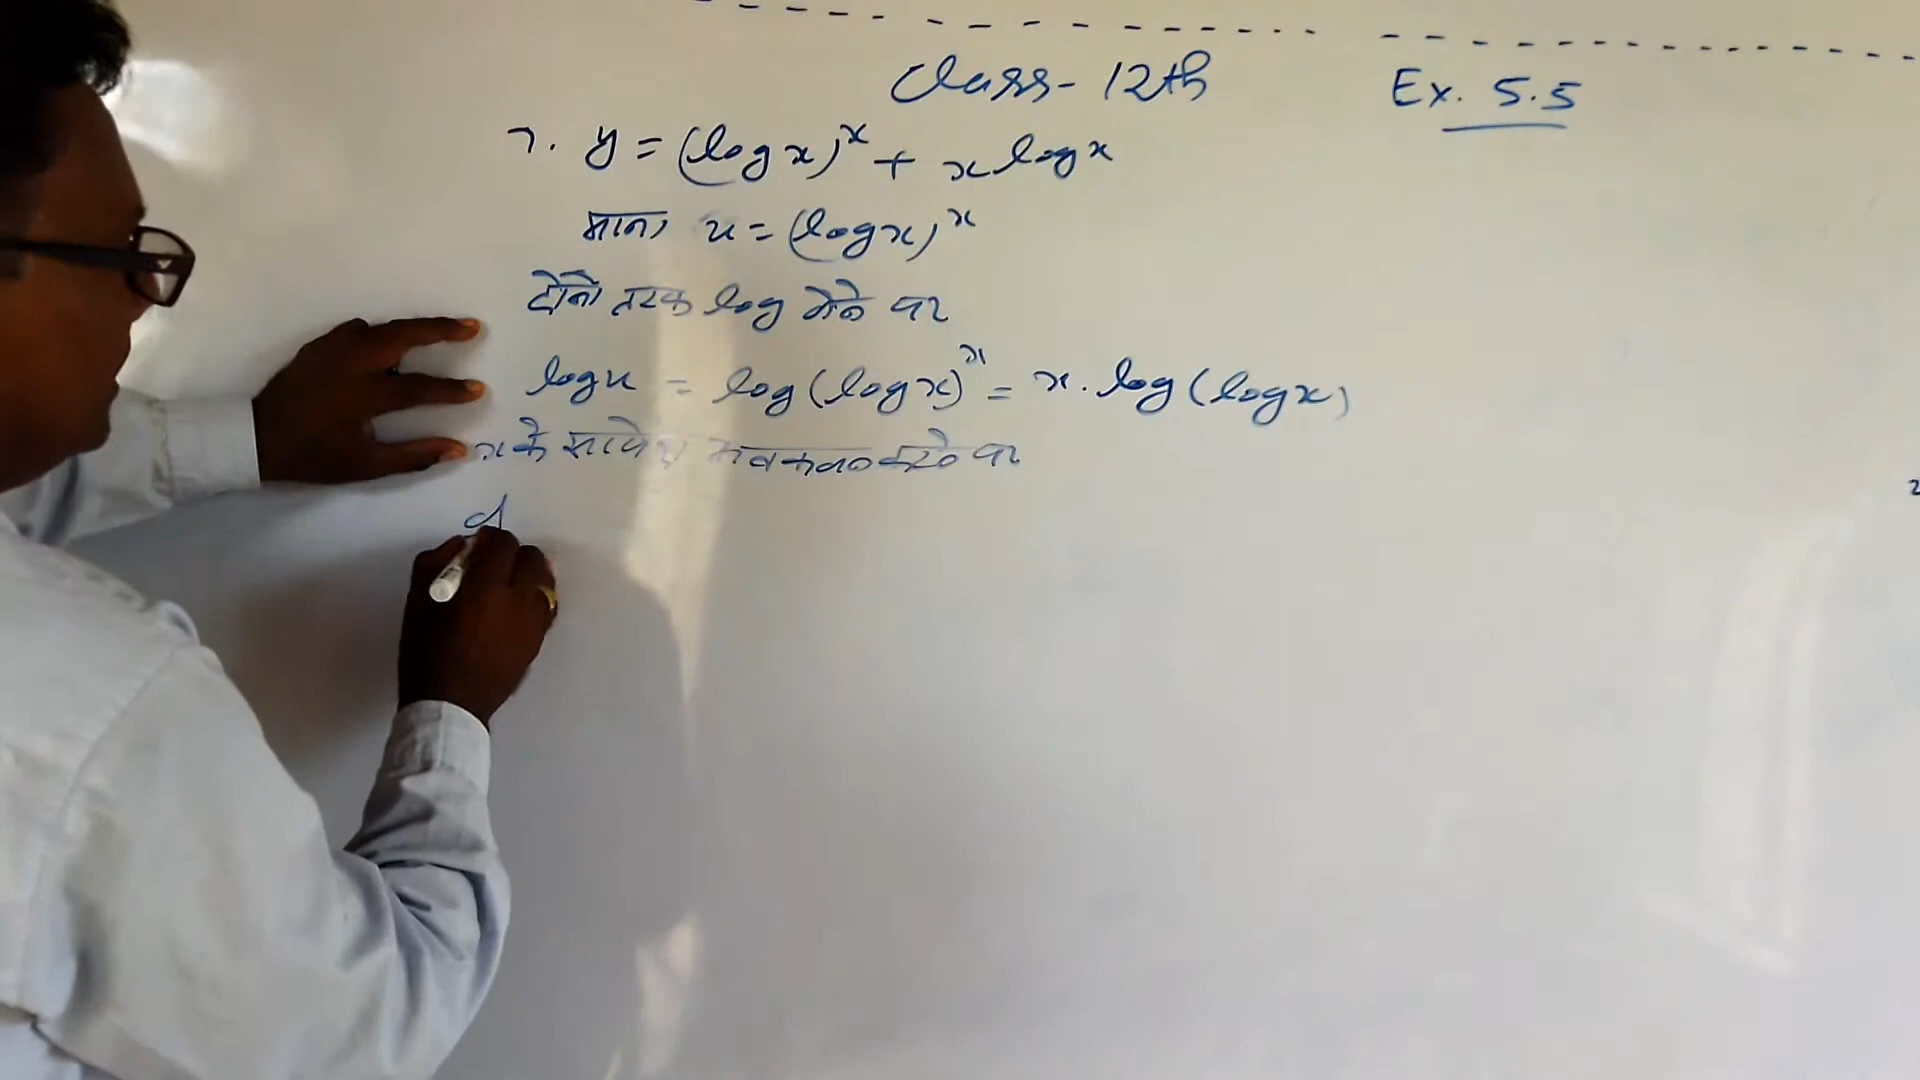 Class- 12th
Ex. 5.5
7. y = (log x)^x + x^log x
माना u = (log x)^x
दोनों तरफ log लेने पर
log u = log (log x)^x = x. log (log x)
x के सापेक्ष अवकलन करने पर
d
2